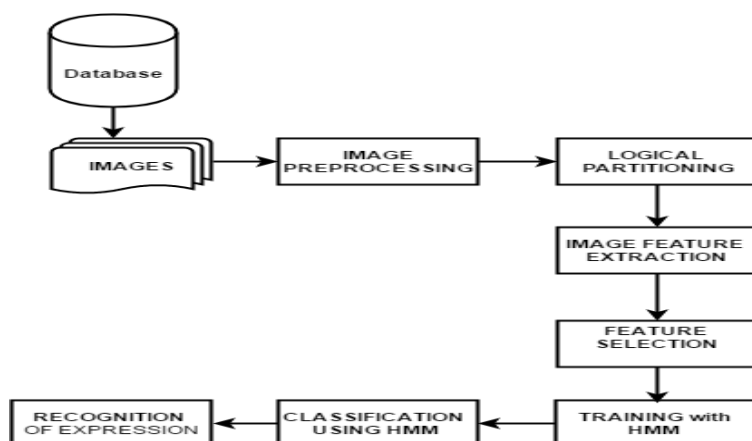 Database
IMAGES
IMAGE
PREPROCESSING
LOGICAL
PARTITIONING
IMAGE FEATURE
EXTRACTION
FEATURE
SELECTION
TRAINING with
HMM
CLASSIFICATION
USING HMM
RECOGNITION
OF EXPRESSION